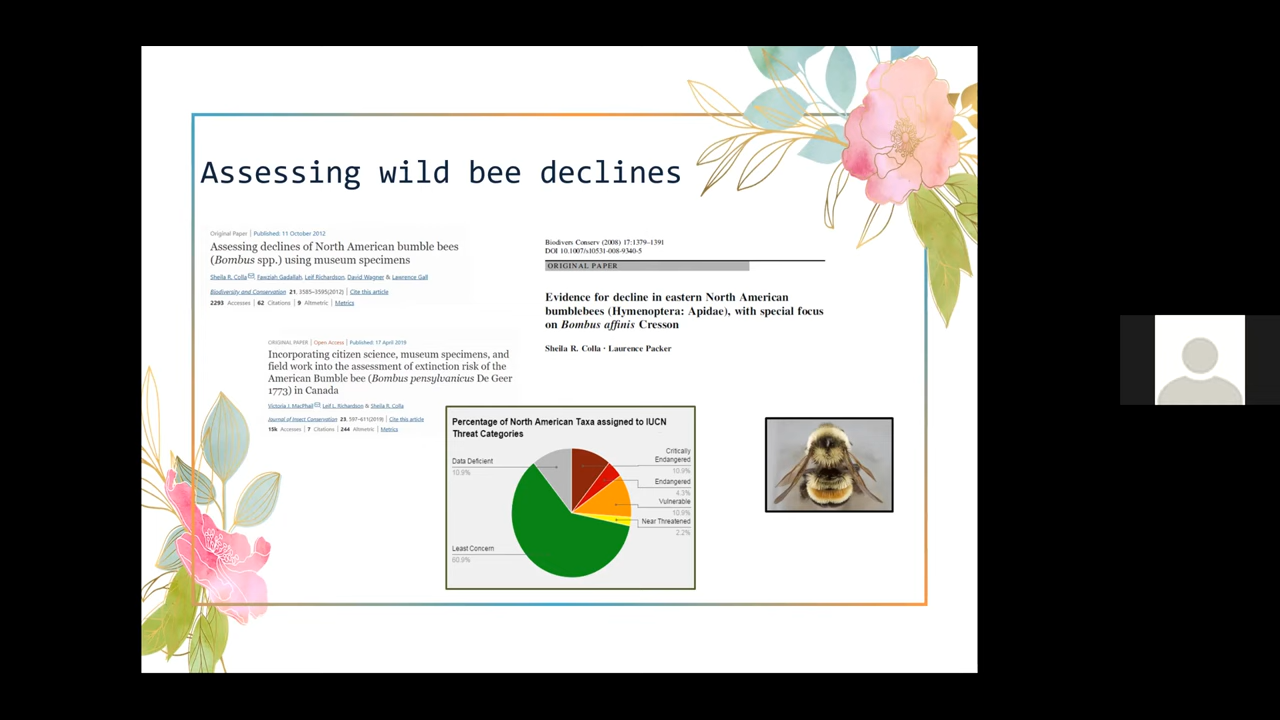 Assessing wild bee declines
Original Paper | Published: 11 October 2012
Assessing declines of North American bumble bees
(Bombus spp.) using museum specimens
Sheila R. Colla, Fawziah Gadallah, Leif Richardson, David Wagner & Lawrence Gall
Biodiversity and Conservation 21, 3585–3595(2012) | Cite this article
2293 Accesses | 62 Citations | 9 Altmetric | Metrics
ORIGINAL PAPER | Open Access | Published: 17 April 2019
Incorporating citizen science, museum specimens, and
field work into the assessment of extinction risk of the
American Bumble bee (Bombus pensylvanicus De Geer
1773) in Canada
Victoria J. MacPhail, Leif L. Richardson & Sheila R. Colla
Journal of Insect Conservation 23, 597–611(2019) | Cite this article
15k Accesses | 7 Citations | 244 Altmetric | Metrics
Biodivers Conserv (2008) 17:1379–1391
DOI 10.1007/s10531-008-9340-5
ORIGINAL PAPER
Evidence for decline in eastern North American
bumblebees (Hymenoptera: Apidae), with special focus
on Bombus affinis Cresson
Sheila R. Colla · Laurence Packer
Percentage of North American Taxa assigned to IUCN
Threat Categories
Data Deficient
10.9%
Critically
Endangered
10.9%
Endangered
4.3%
Vulnerable
10.9%
Near Threatened
2.2%
Least Concern
60.9%